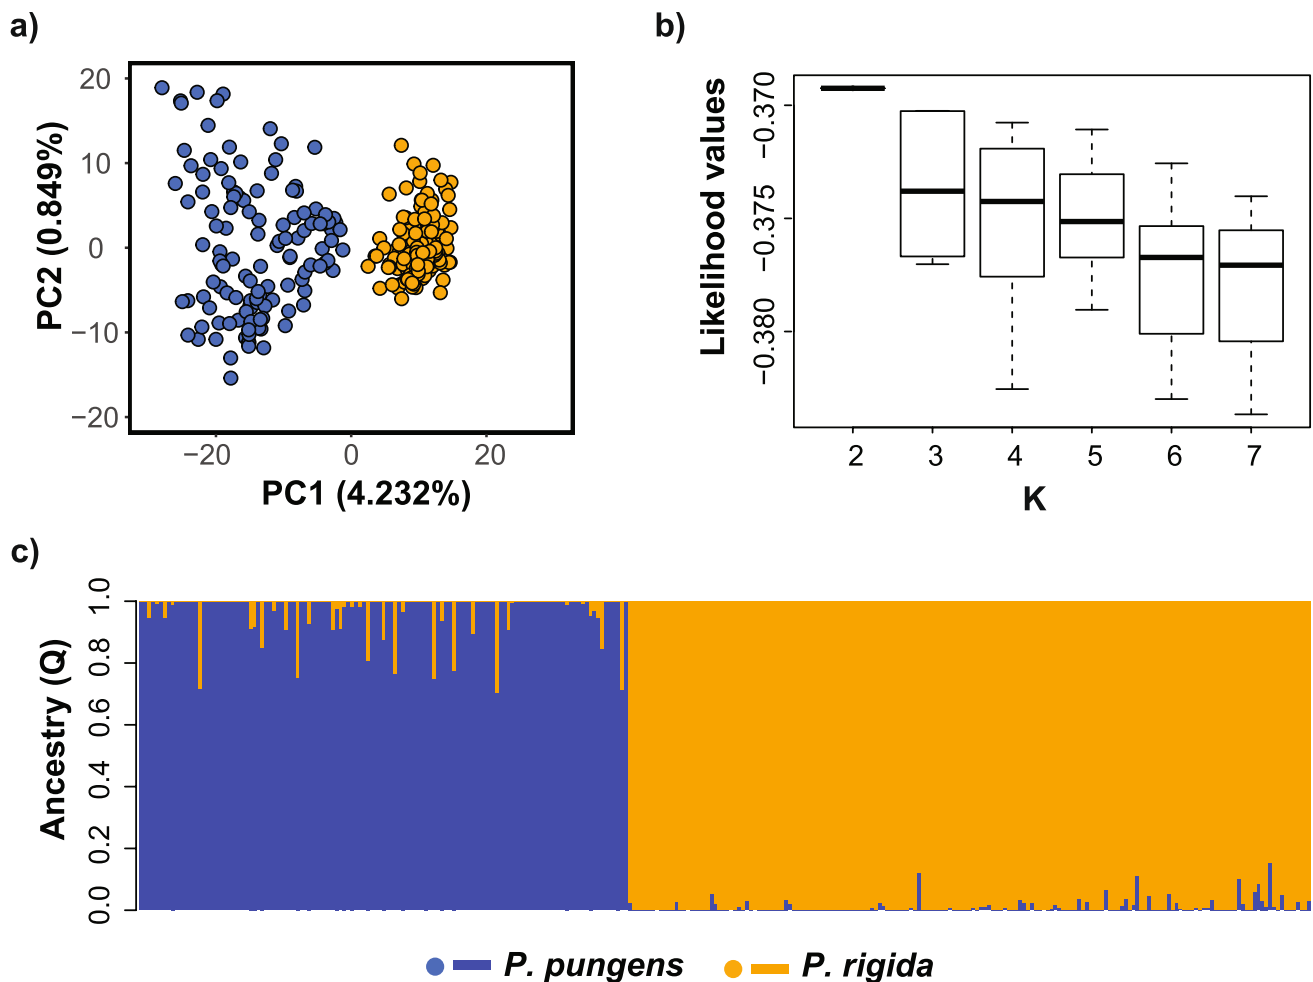 a)
20
10
0
−10
−20
PC2 (0.849%)
−20 0 20
PC1 (4.232%)
b)
−0.370
−0.375
−0.380
Likelihood values
2 3 4 5 6 7
K
c)
1.0
0.8
0.6
0.4
0.2
0.0
Ancestry (Q)
P. pungens P. rigida